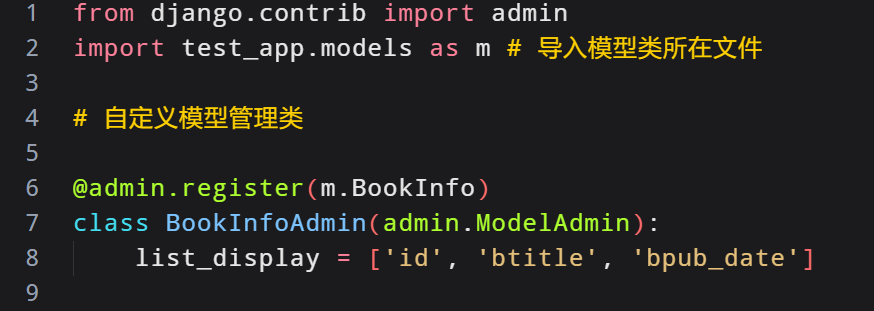 1 from django.contrib import admin
2 import test_app.models as m # 导入模型类所在文件
3
4 # 自定义模型管理类
5
6 @admin.register(m.BookInfo)
7 class BookInfoAdmin(admin.ModelAdmin):
8     list_display = ['id', 'btitle', 'bpub_date']
9